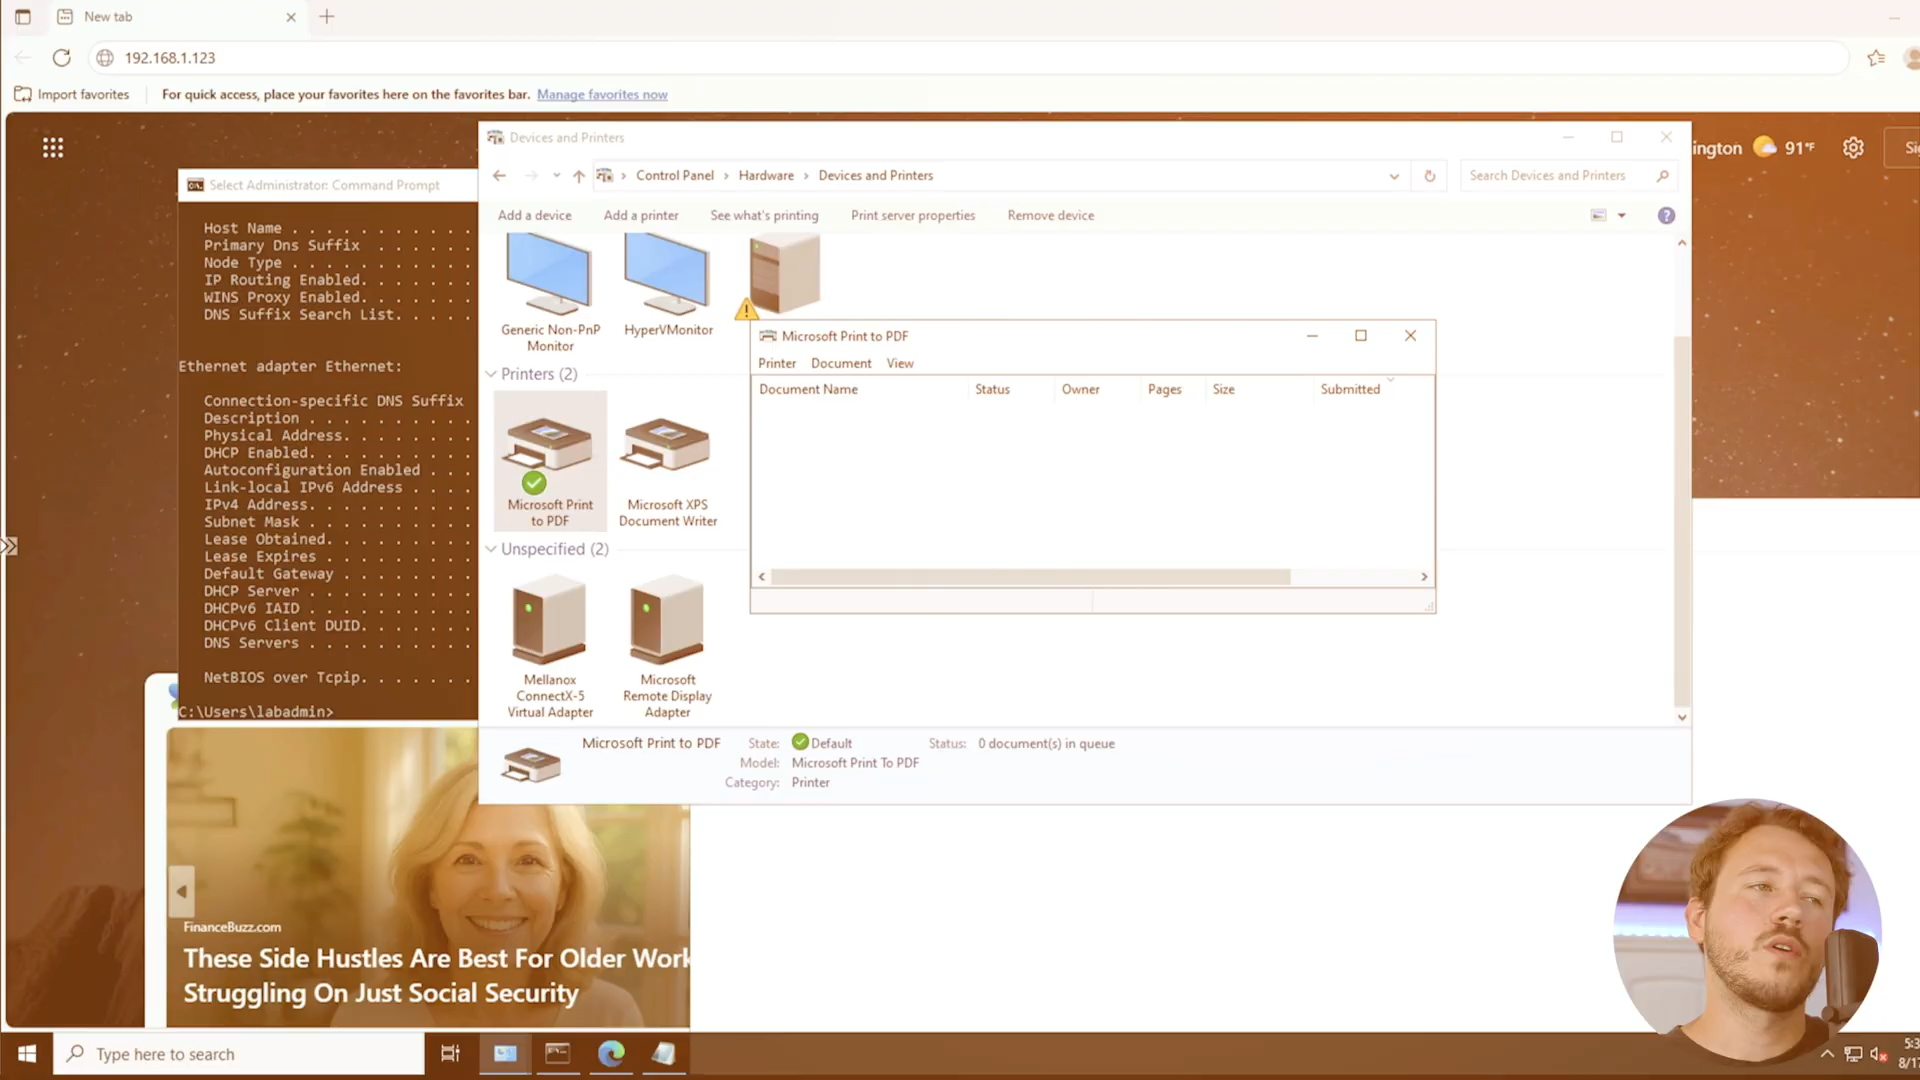 New tab
192.168.1.123
Import favorites
For quick access, place your favorites here on the favorites bar. Manage favorites now
ington 91°F
Devices and Printers
Control Panel > Hardware > Devices and Printers
Search Devices and Printers
Add a device Add a printer See what's printing Print server properties Remove device
Select Administrator: Command Prompt
Host Name . . . . . . . . . . .
Primary Dns Suffix . . . . . . .
Node Type . . . . . . . . . . .
IP Routing Enabled. . . . . . .
WINS Proxy Enabled. . . . . . .
DNS Suffix Search List. . . . .
Ethernet adapter Ethernet:
Connection-specific DNS Suffix
Description . . . . . . . . . .
Physical Address. . . . . . . .
DHCP Enabled. . . . . . . . . .
Autoconfiguration Enabled . . .
Link-local IPv6 Address . . . .
IPv4 Address. . . . . . . . . .
Subnet Mask . . . . . . . . . .
Lease Obtained. . . . . . . . .
Lease Expires . . . . . . . . .
Default Gateway . . . . . . . .
DHCP Server . . . . . . . . . .
DHCPv6 IAID . . . . . . . . . .
DHCPv6 Client DUID. . . . . . .
DNS Servers . . . . . . . . . .
NetBIOS over Tcpip. . . . . . .
C:\Users\labadmin>
Generic Non-PnP
Monitor
HyperVMonitor
Printers (2)
Microsoft Print
to PDF
Microsoft XPS
Document Writer
Unspecified (2)
Mellanox
ConnectX-5
Virtual Adapter
Microsoft
Remote Display
Adapter
Microsoft Print to PDF
Printer Document View
Document Name Status Owner Pages Size Submitted
Microsoft Print to PDF
State: Default
Status: 0 document(s) in queue
Model: Microsoft Print To PDF
Category: Printer
FinanceBuzz.com
These Side Hustles Are Best For Older Work
Struggling On Just Social Security
Type here to search
5:3
8/1